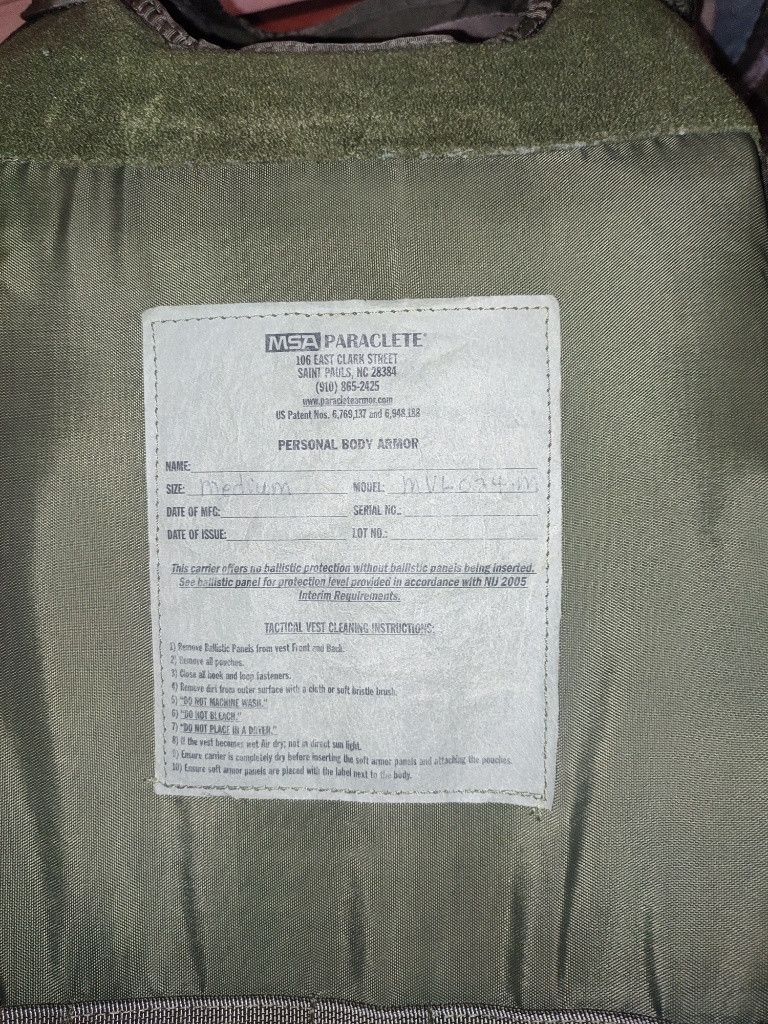 MSA PARACLETE®
106 EAST CLARK STREET
SAINT PAULS, NC 28384
(910) 865-2425
www.paracletearmor.com
US Patent Nos. 6,769,137 and 6,948,188
PERSONAL BODY ARMOR
NAME:
SIZE: medium MODEL:
DATE OF MFG: SERIAL NO.:
DATE OF ISSUE: LOT NO.:
This carrier offers no ballistic protection without ballistic panels being inserted.
See ballistic panel for protection level provided in accordance with NIJ 2005
Interim Requirements.
TACTICAL VEST CLEANING INSTRUCTIONS:
1) Remove Ballistic Panels from vest Front and Back.
2) Remove all pouches.
3) Close all hook and loop fasteners.
4) Remove dirt from outer surface with a cloth or soft bristle brush.
5) "DO NOT MACHINE WASH."
6) "DO NOT BLEACH."
7) "DO NOT PLACE IN A DRYER."
8) If the vest becomes wet Air dry; not in direct sun light.
9) Ensure carrier is completely dry before inserting the soft armor panels and attaching the pouches.
10) Ensure soft armor panels are placed with the label next to the body.